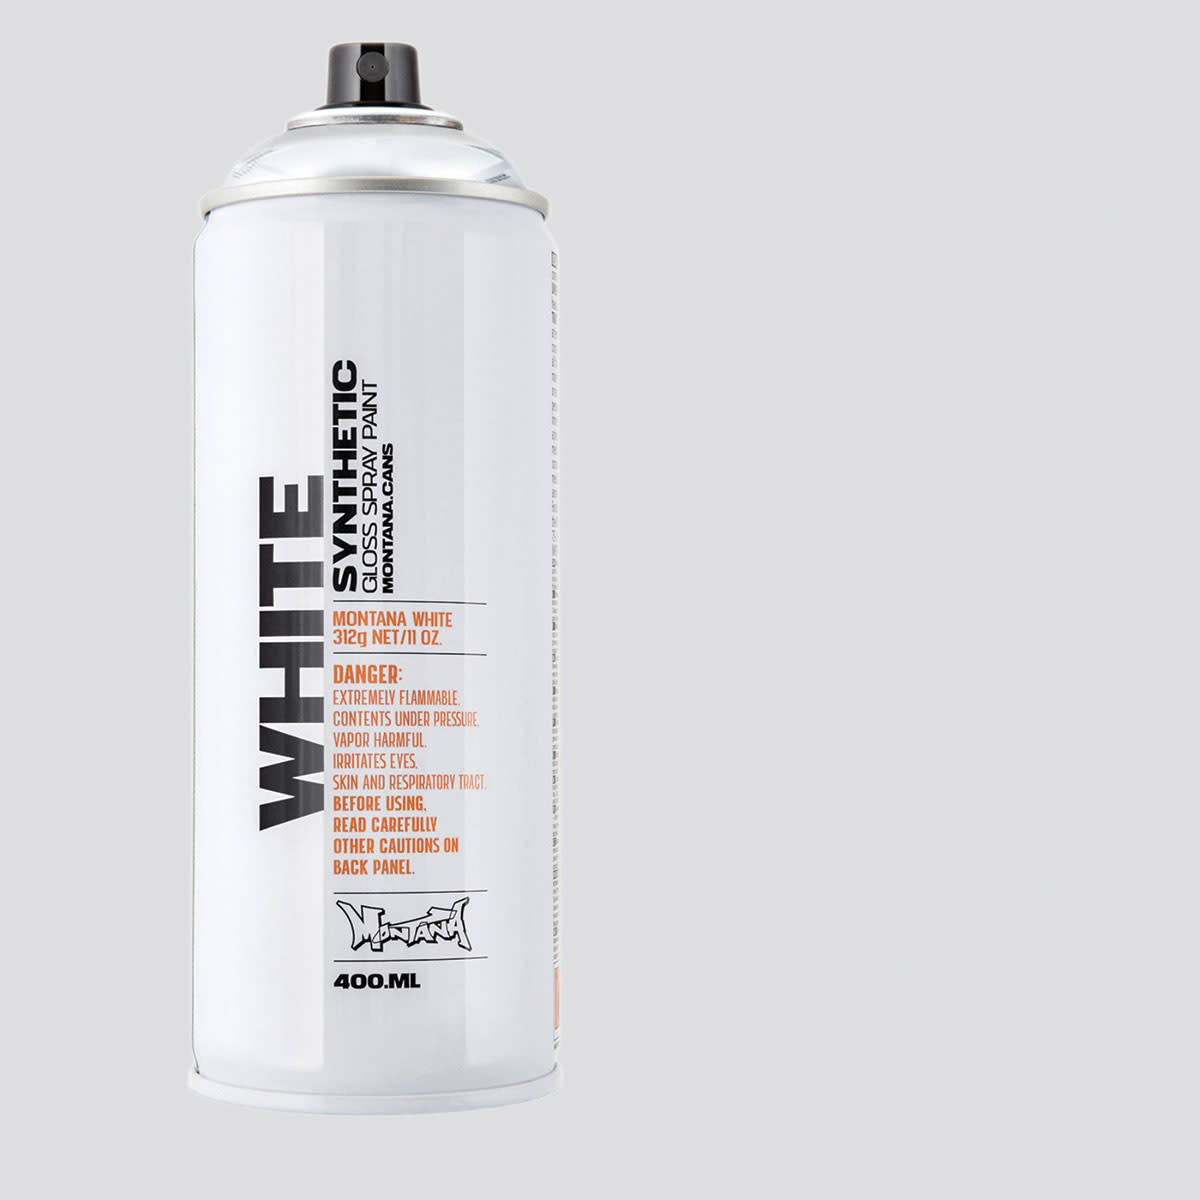 WHITE
SYNTHETIC
GLOSS SPRAY PAINT
MONTANA.CANS
MONTANA WHITE
312g NET/11 OZ.
DANGER:
EXTREMELY FLAMMABLE.
CONTENTS UNDER PRESSURE.
VAPOR HARMFUL.
IRRITATES EYES,
SKIN AND RESPIRATORY TRACT.
BEFORE USING,
READ CAREFULLY
OTHER CAUTIONS ON
BACK PANEL.
MONTANA
400.ML